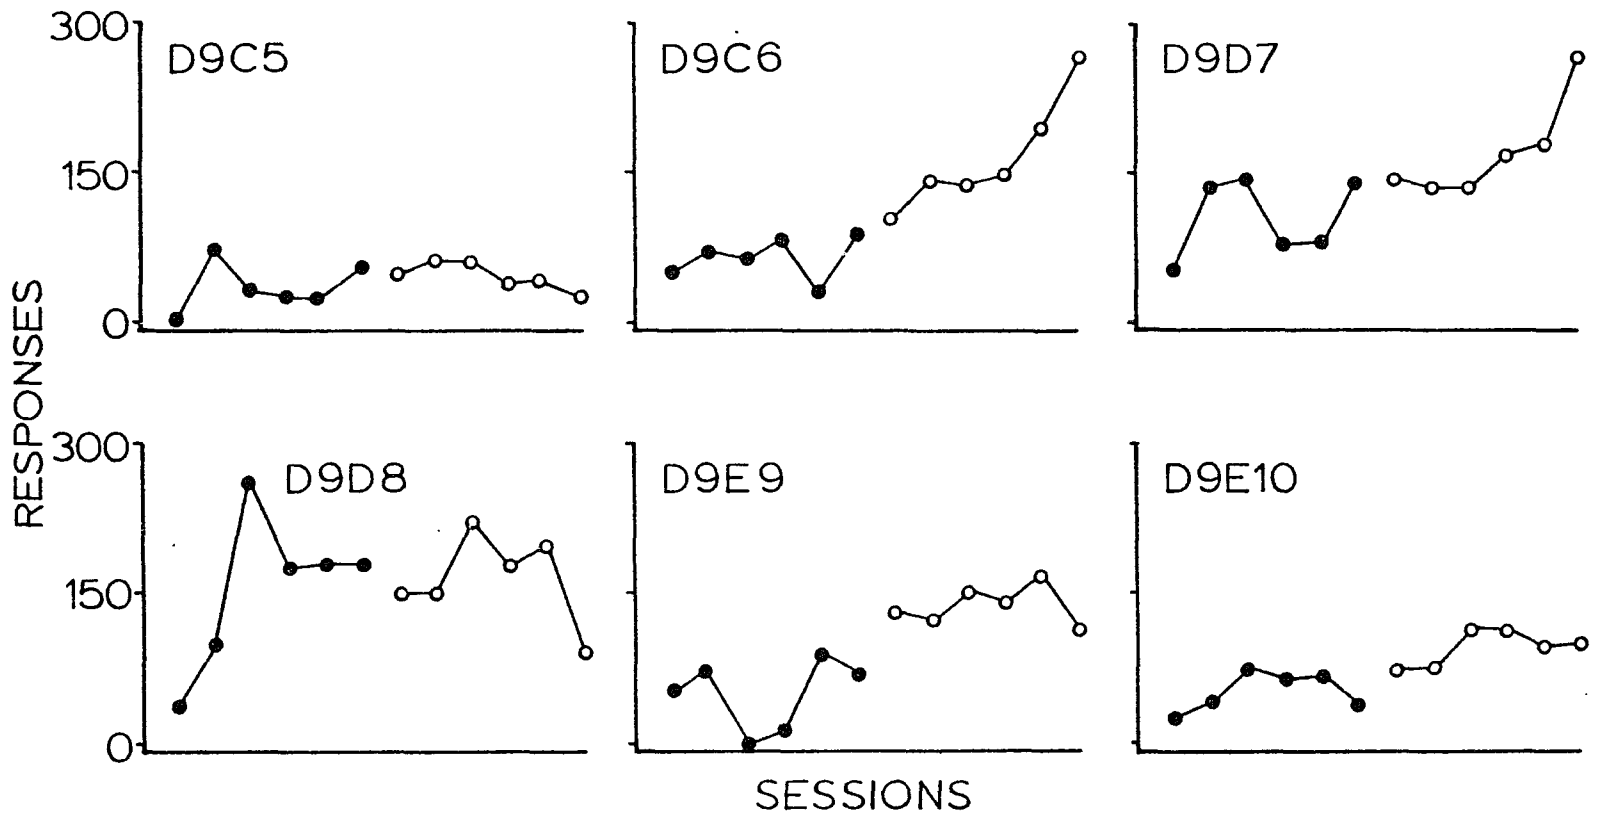 300
D9C5
D9C6
D9D7
150
0
RESPONSES
300
D9D8
D9E9
D9E10
150
0
SESSIONS